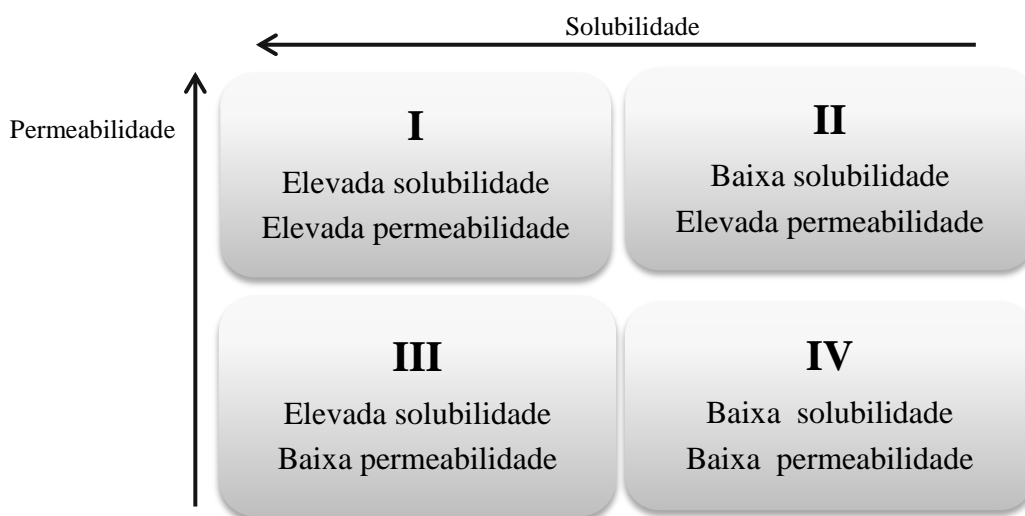 Solubilidade
Permeabilidade
I
Elevada solubilidade
Elevada permeabilidade
II
Baixa solubilidade
Elevada permeabilidade
III
Elevada solubilidade
Baixa permeabilidade
IV
Baixa solubilidade
Baixa permeabilidade